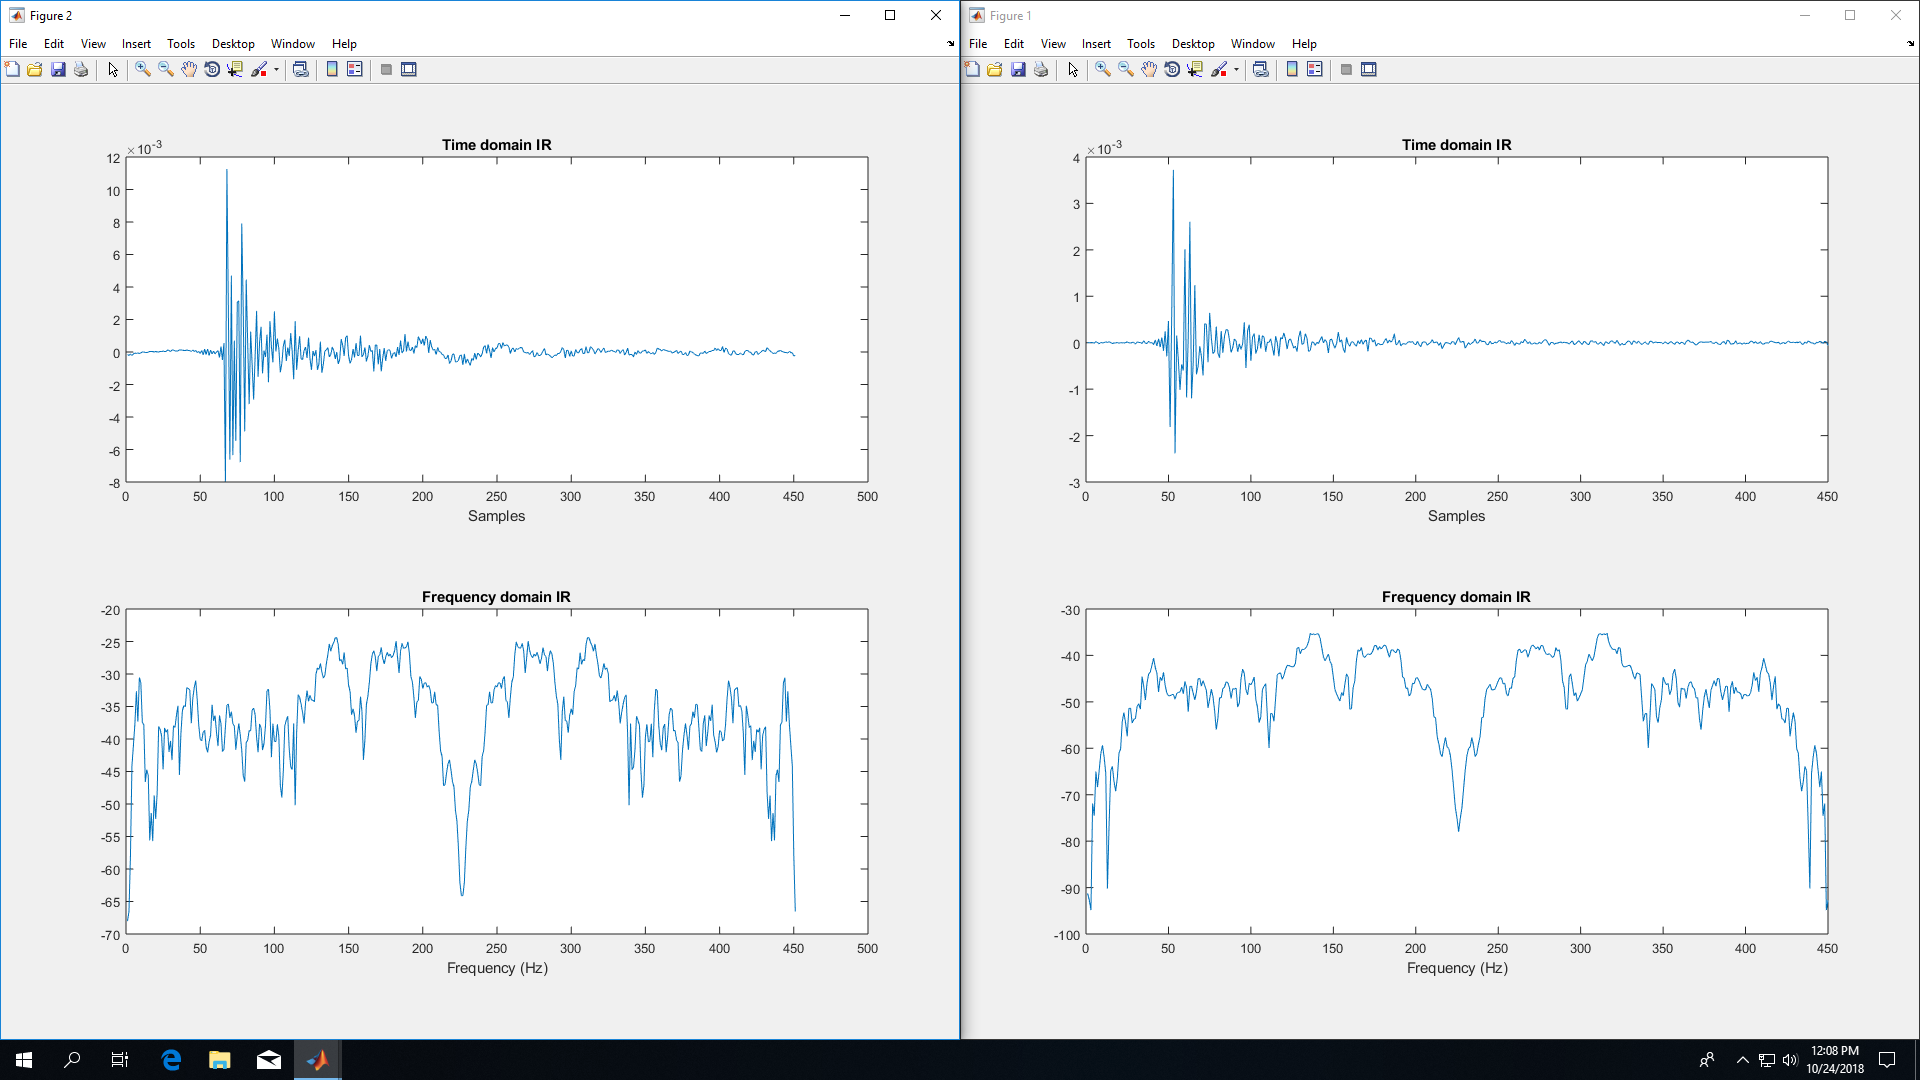 Figure 2
File Edit View Insert Tools Desktop Window Help
Time domain IR
×10-3
12
10
8
6
4
2
0
-2
-4
-6
-8
0 50 100 150 200 250 300 350 400 450 500
Samples
Frequency domain IR
-20
-25
-30
-35
-40
-45
-50
-55
-60
-65
-70
0 50 100 150 200 250 300 350 400 450 500
Frequency (Hz)
Figure 1
File Edit View Insert Tools Desktop Window Help
Time domain IR
×10-3
4
3
2
1
0
-1
-2
-3
0 50 100 150 200 250 300 350 400 450
Samples
Frequency domain IR
-30
-40
-50
-60
-70
-80
-90
-100
0 50 100 150 200 250 300 350 400 450
Frequency (Hz)
12:08 PM
10/24/2018